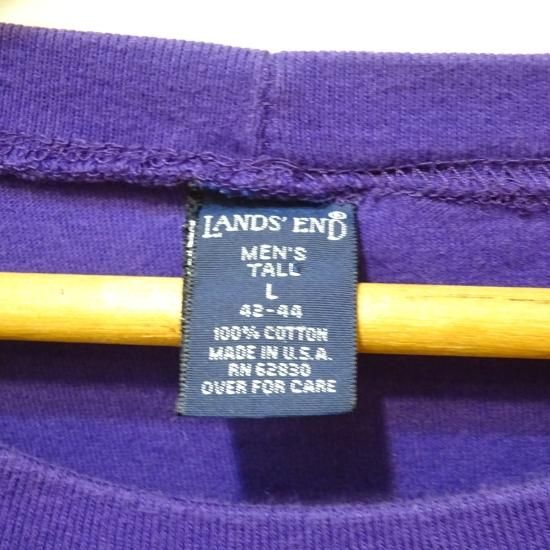 LANDS' END®
MEN'S
TALL
L
42-44
100% COTTON
MADE IN U.S.A.
RN 62830
OVER FOR CARE